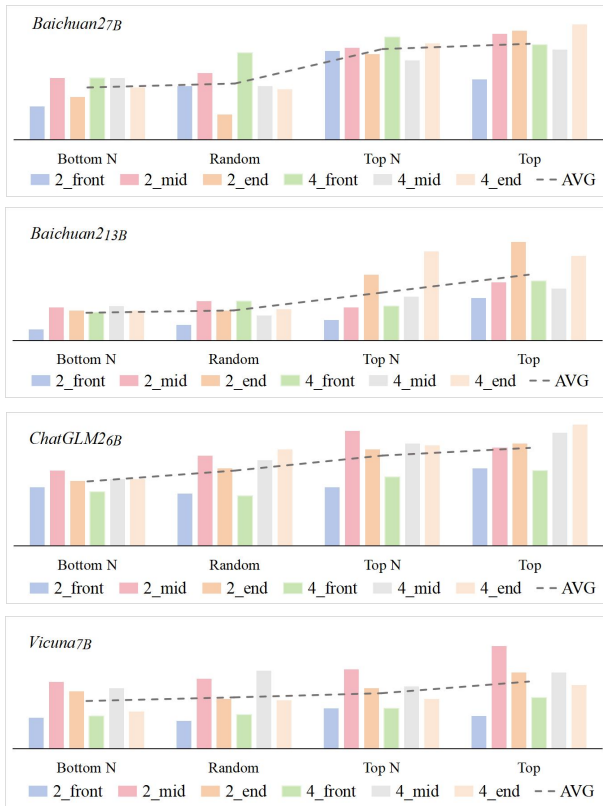 Baichuan27B
Bottom N Random Top N Top
2_front 2_mid 2_end 4_front 4_mid 4_end AVG
Baichuan213B
Bottom N Random Top N Top
2_front 2_mid 2_end 4_front 4_mid 4_end AVG
ChatGLM26B
Bottom N Random Top N Top
2_front 2_mid 2_end 4_front 4_mid 4_end AVG
Vicuna7B
Bottom N Random Top N Top
2_front 2_mid 2_end 4_front 4_mid 4_end AVG